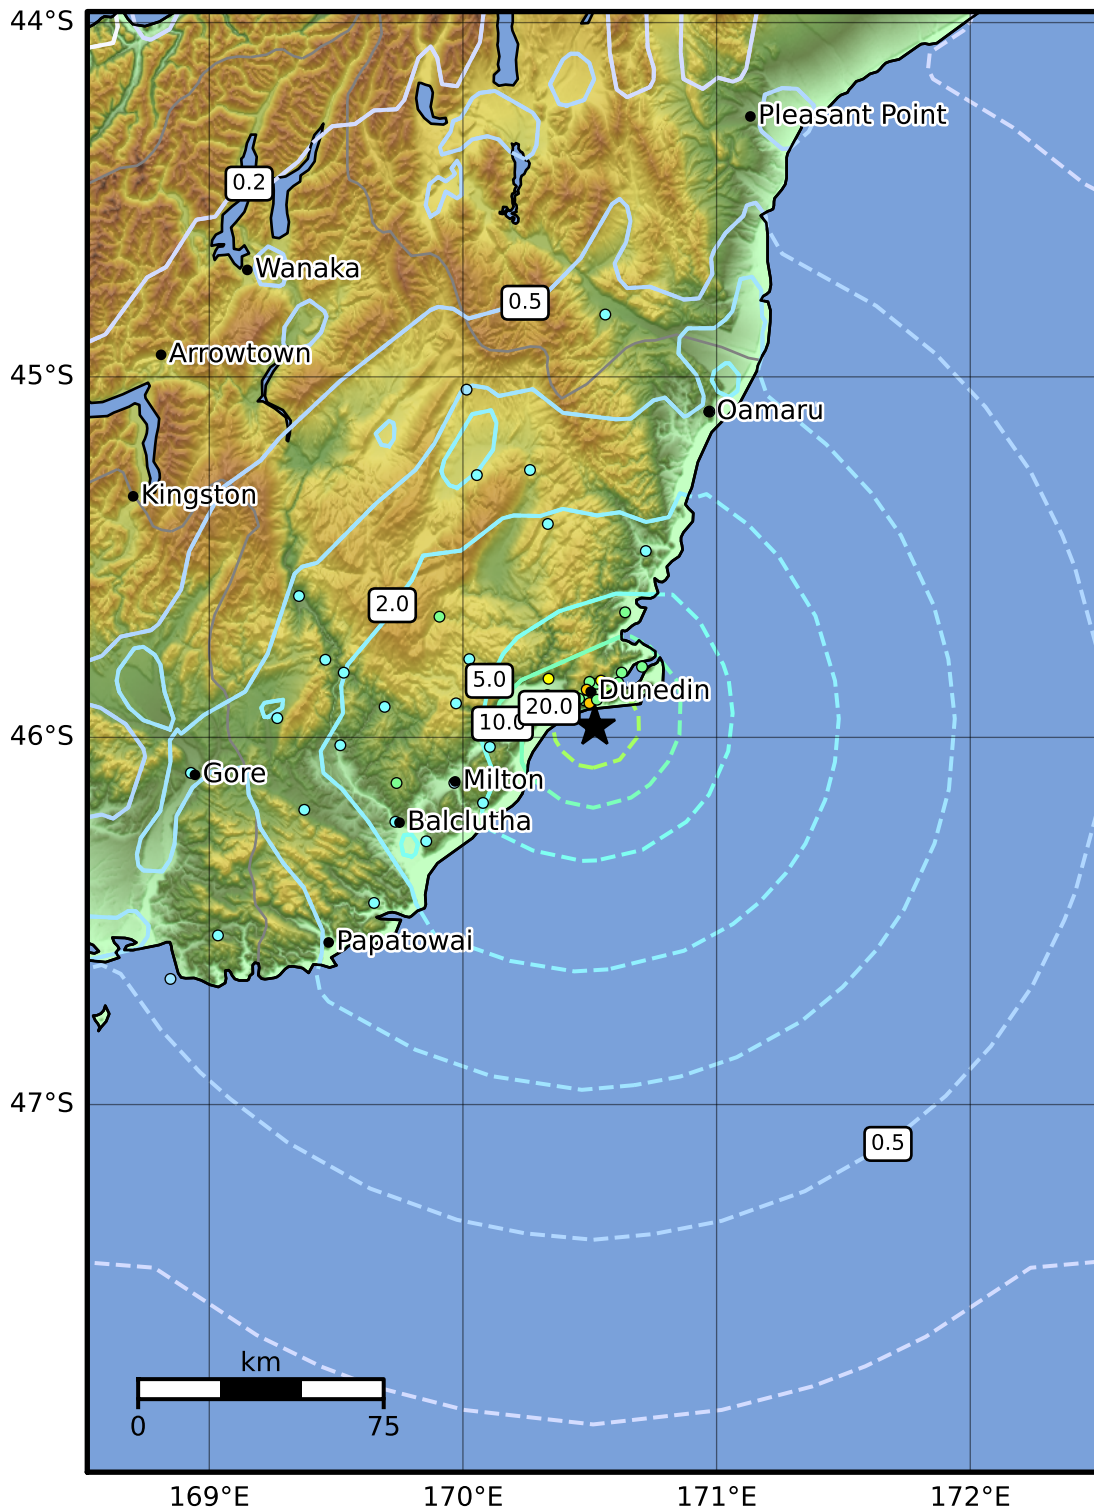 44°S
Pleasant Point
0.2
Wanaka
0.5
Arrowtown
45°S
Oamaru
Kingston
2.0
5.0
Dunedin
20.0
10.0
46°S
Gore
Milton
Balclutha
Papatowai
47°S
0.5
km
0 75
169°E 170°E 171°E 172°E